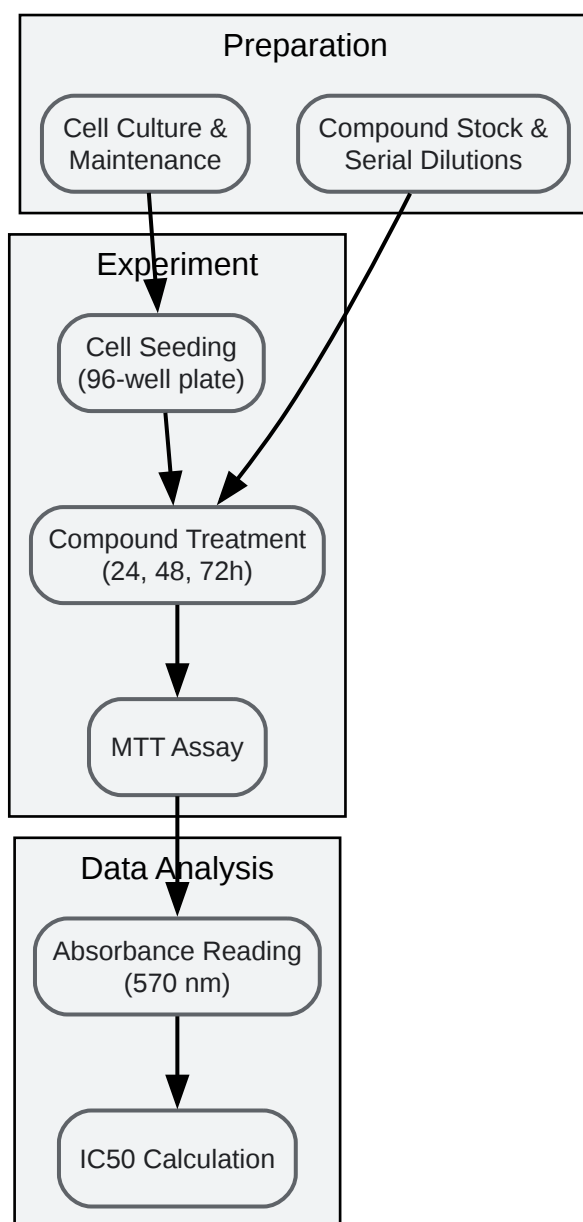 Preparation
Cell Culture &
Maintenance
Compound Stock &
Serial Dilutions
Experiment
Cell Seeding
(96-well plate)
Compound Treatment
(24, 48, 72h)
MTT Assay
Data Analysis
Absorbance Reading
(570 nm)
IC50 Calculation